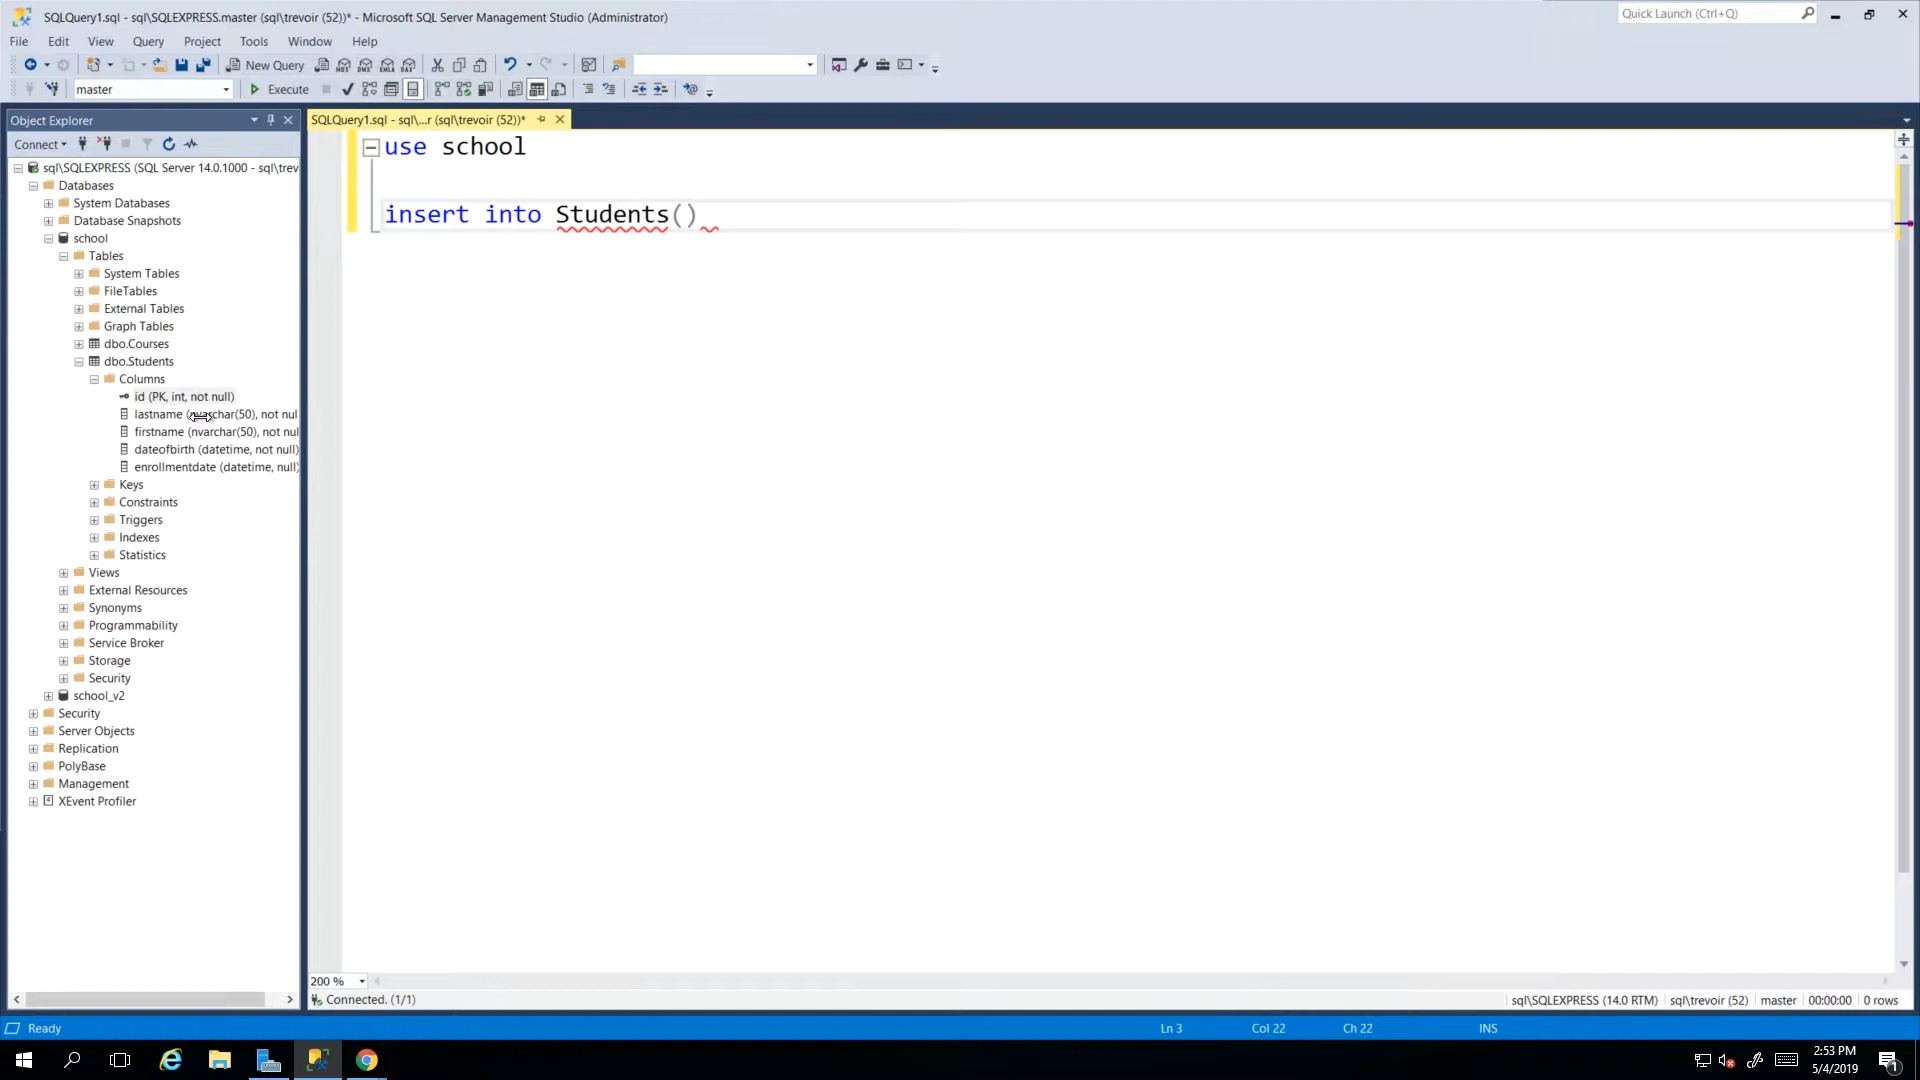 SQLQuery1.sql - sql\SQLEXPRESS.master (sql\trevoir (52))* - Microsoft SQL Server Management Studio (Administrator)
Quick Launch (Ctrl+Q)
File Edit View Query Project Tools Window Help
New Query
master
Execute
Object Explorer
SQLQuery1.sql - sql\...r (sql\trevoir (52))*
Connect
use school
insert into Students()
sql\SQLEXPRESS (SQL Server 14.0.1000 - sql\trev
Databases
System Databases
Database Snapshots
school
Tables
System Tables
FileTables
External Tables
Graph Tables
dbo.Courses
dbo.Students
Columns
id (PK, int, not null)
lastname (nvarchar(50), not nul
firstname (nvarchar(50), not nul
dateofbirth (datetime, not null)
enrollmentdate (datetime, null)
Keys
Constraints
Triggers
Indexes
Statistics
Views
External Resources
Synonyms
Programmability
Service Broker
Storage
Security
school_v2
Security
Server Objects
Replication
PolyBase
Management
XEvent Profiler
200 %
Connected. (1/1)
sql\SQLEXPRESS (14.0 RTM) sql\trevoir (52) master 00:00:00 0 rows
Ready
Ln 3 Col 22 Ch 22 INS
2:53 PM
5/4/2019
1